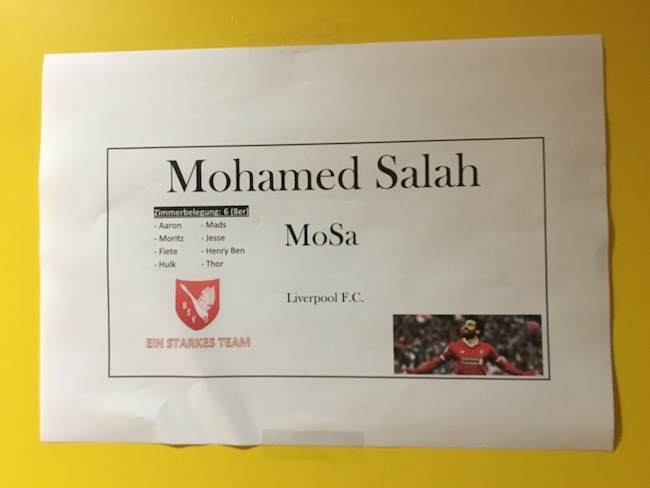 Mohamed Salah
Zimmerbelegung: 6 (8er)
- Aaron - Mads
- Moritz - Jesse
- Fiete - Henry Ben
- Hulk - Thor
MoSa
Liverpool F.C.
BSV
EIN STARKES TEAM